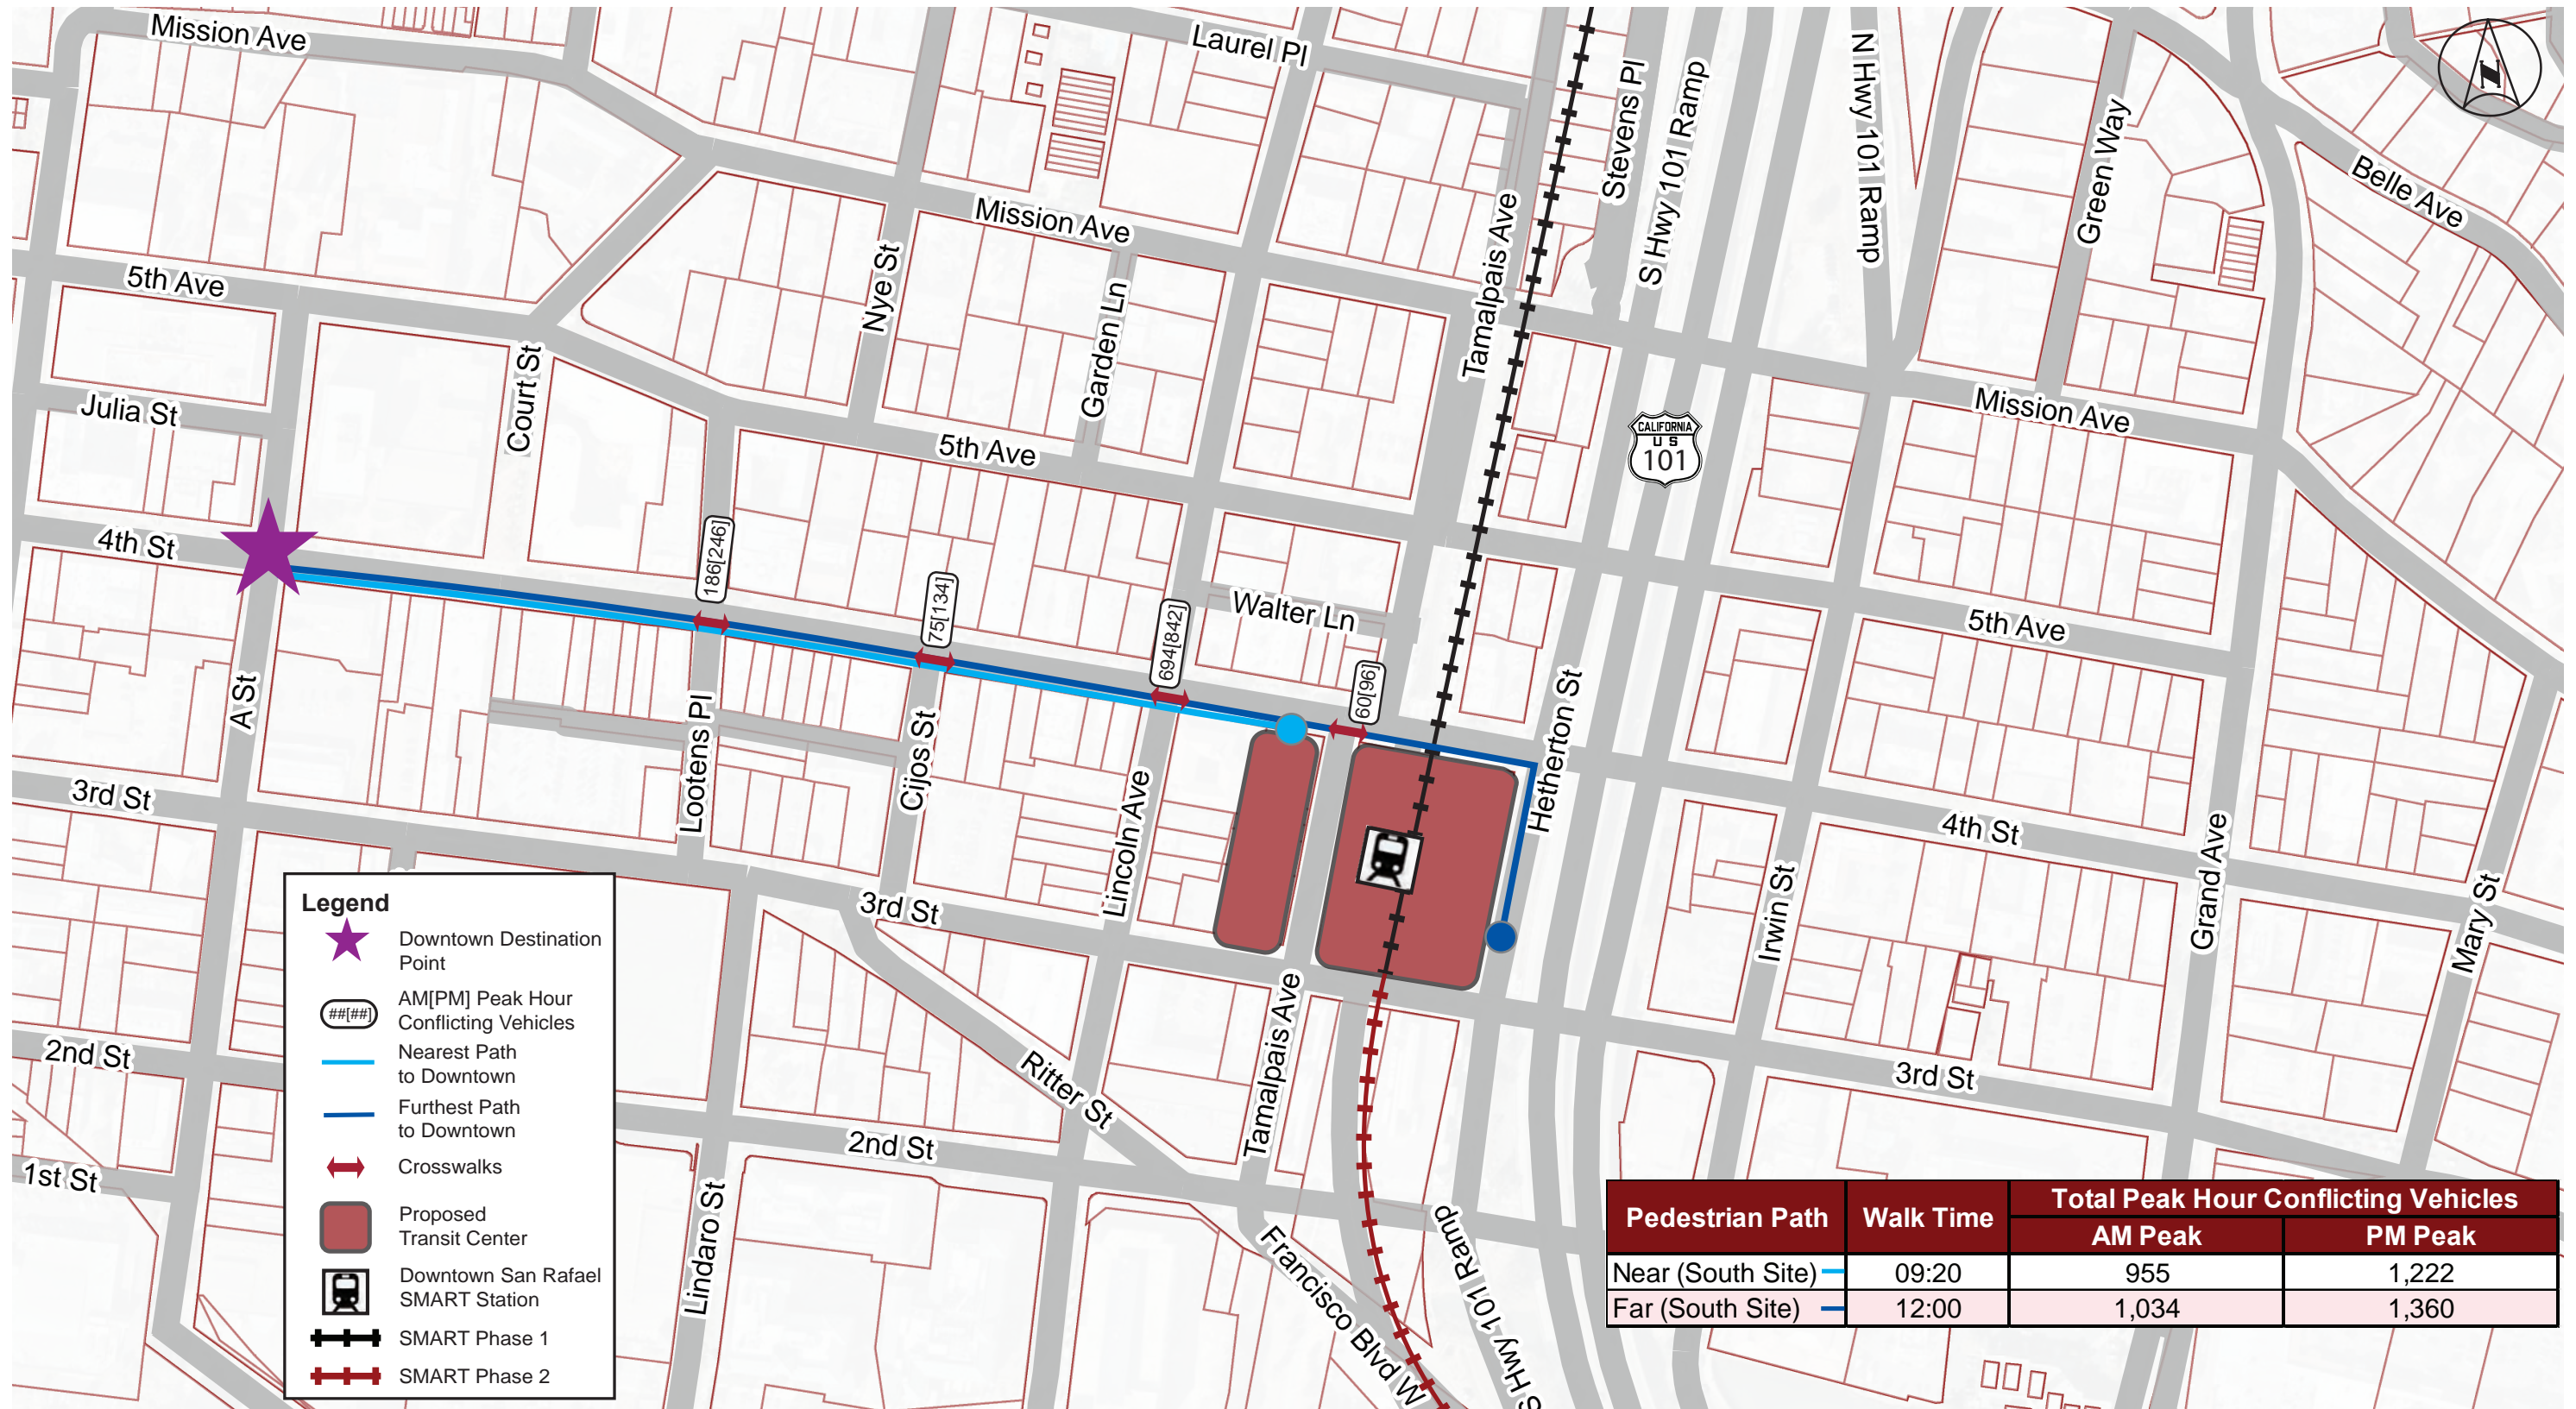 Mission Ave
Laurel Pl
Stevens Pl
S Hwy 101 Ramp
N Hwy 101 Ramp
Green Way
Belle Ave
Mission Ave
Tamalpais Ave
Nye St
Garden Ln
5th Ave
Court St
Julia St
5th Ave
CALIFORNIA
U S
101
Mission Ave
4th St
186[246]
75[134]
694[842]
60[96]
Walter Ln
5th Ave
A St
Lootens Pl
Cijos St
Lincoln Ave
Hetherton St
3rd St
3rd St
4th St
Irwin St
Grand Ave
Mary St
2nd St
Ritter St
Tamalpais Ave
3rd St
2nd St
1st St
Lindaro St
Francisco Blvd W
S Hwy 101 Ramp
Legend
Downtown Destination
Point
##[##]
AM[PM] Peak Hour
Conflicting Vehicles
Nearest Path
to Downtown
Furthest Path
to Downtown
Crosswalks
Proposed
Transit Center
Downtown San Rafael
SMART Station
SMART Phase 1
SMART Phase 2
Pedestrian Path Walk Time Total Peak Hour Conflicting Vehicles
AM Peak PM Peak
Near (South Site) 09:20 955 1,222
Far (South Site) 12:00 1,034 1,360
Z